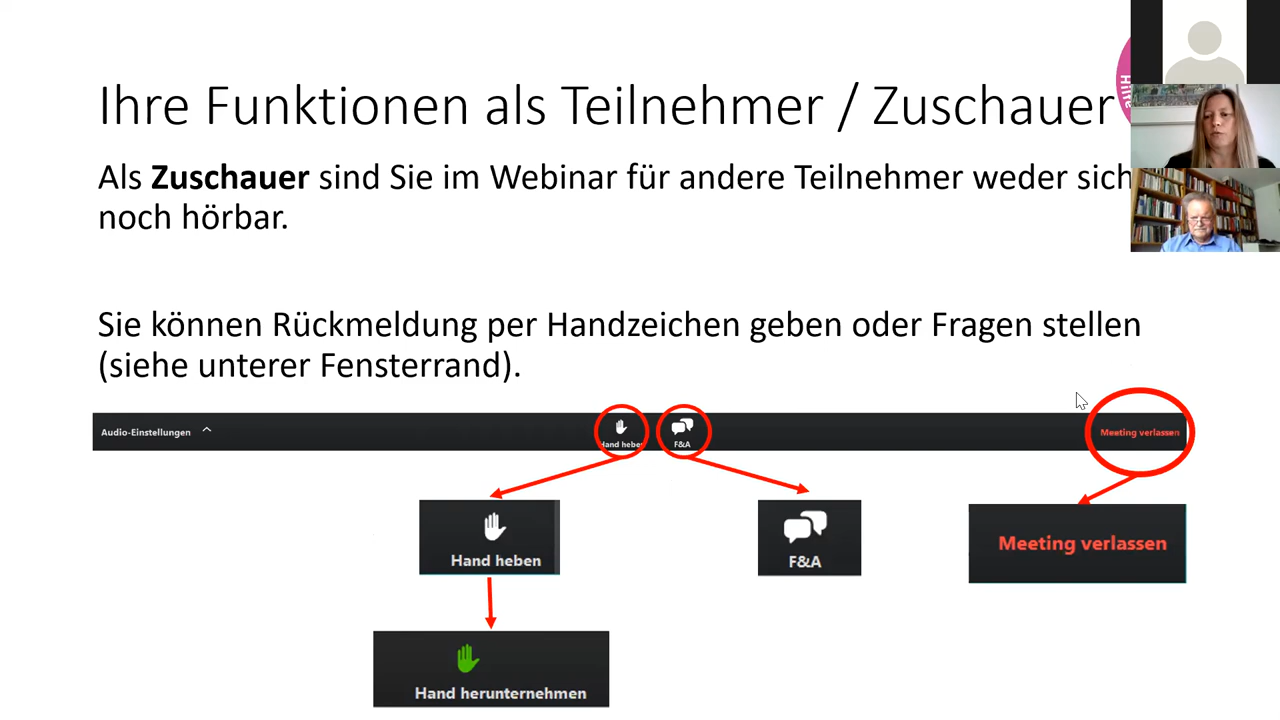 Ihre Funktionen als Teilnehmer / Zuschauer
Hilfe
Als Zuschauer sind Sie im Webinar für andere Teilnehmer weder sich
noch hörbar.
Sie können Rückmeldung per Handzeichen geben oder Fragen stellen
(siehe unterer Fensterrand).
Audio-Einstellungen
Hand heben
F&A
Meeting verlassen
Hand heben
F&A
Meeting verlassen
Hand herunternehmen